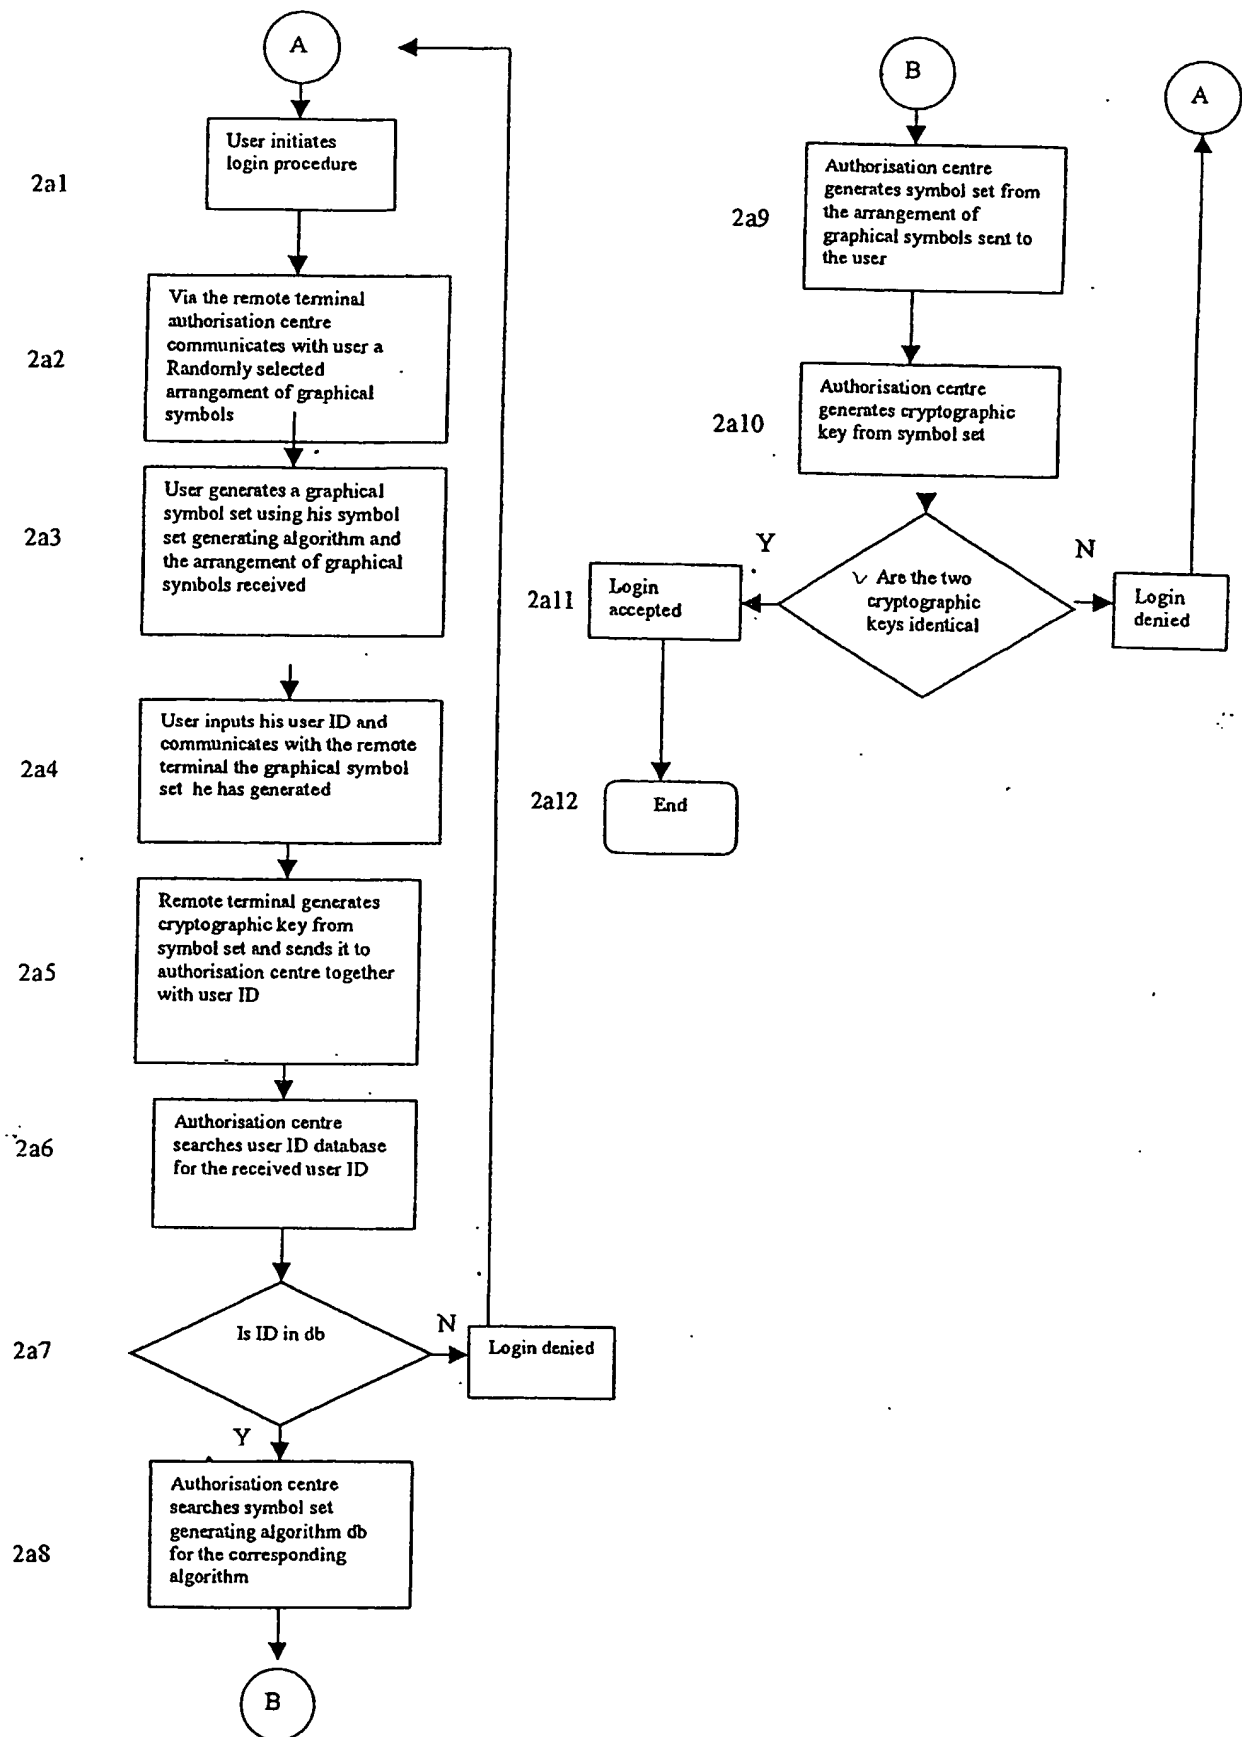 A
User initiates
login procedure
2a1
Via the remote terminal
authorisation centre
communicates with user a
Randomly selected
arrangement of graphical
symbols
2a2
User generates a graphical
symbol set using his symbol
set generating algorithm and
the arrangement of graphical
symbols received
2a3
User inputs his user ID and
communicates with the remote
terminal the graphical symbol
set he has generated
2a4
Remote terminal generates
cryptographic key from
symbol set and sends it to
authorisation centre together
with user ID
2a5
Authorisation centre
searches user ID database
for the received user ID
2a6
Is ID in db
2a7
N
Login denied
Y
Authorisation centre
searches symbol set
generating algorithm db
for the corresponding
algorithm
2a8
B
B
A
Authorisation centre
generates symbol set from
the arrangement of
graphical symbols sent to
the user
2a9
Authorisation centre
generates cryptographic
key from symbol set
2a10
Y
N
Are the two
cryptographic
keys identical
2a11
Login
accepted
Login
denied
2a12
End